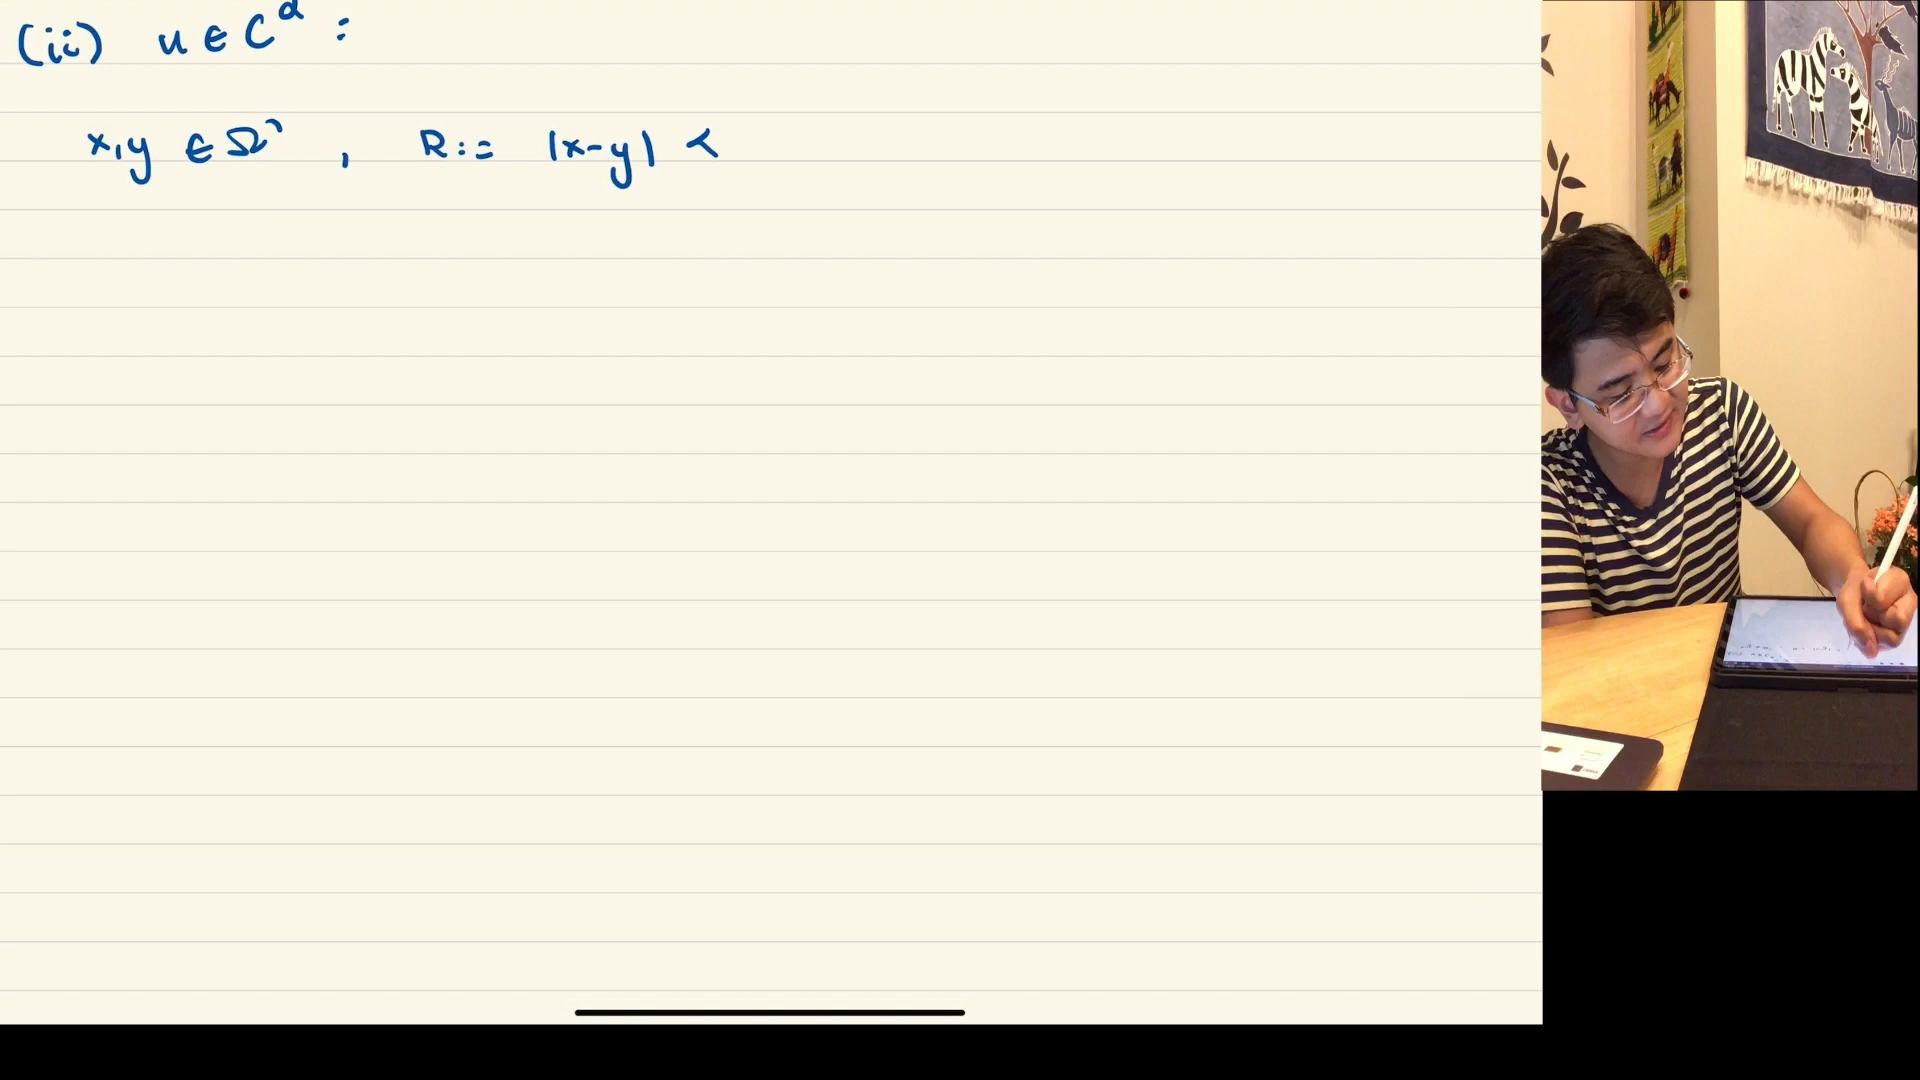 (ii) u ∈ C^α :
x,y ∈ Ω' , R := |x-y| <